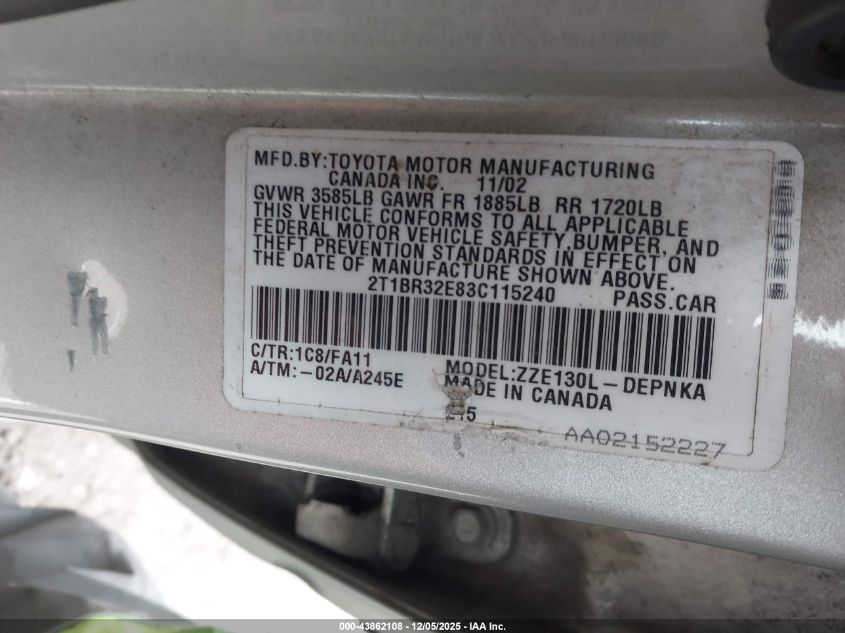 MFD.BY:TOYOTA MOTOR MANUFACTURING
CANADA INC. 11/02
GVWR 3585LB GAWR FR 1885LB RR 1720LB
THIS VEHICLE CONFORMS TO ALL APPLICABLE
FEDERAL MOTOR VEHICLE SAFETY,BUMPER, AND
THEFT PREVENTION STANDARDS IN EFFECT ON
THE DATE OF MANUFACTURE SHOWN ABOVE.
2T1BR32E83C115240 PASS.CAR
C/TR:1C8/FA11 MODEL:ZZE130L-DEPNKA
A/TM:-02A/A245E MADE IN CANADA
AA02152227
000-43862108 - 12/05/2025 - IAA Inc.